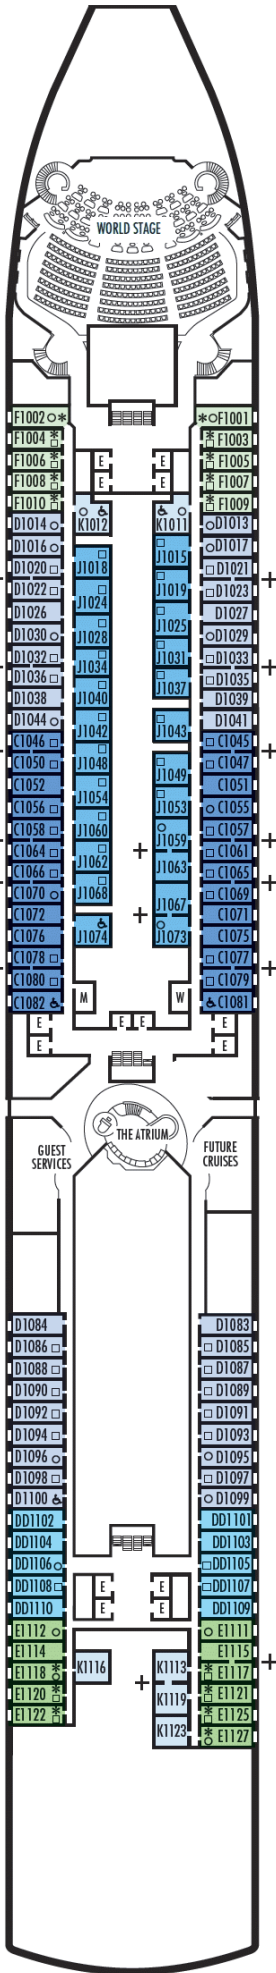 WORLD STAGE
F1002 F1001
F1004 F1003
F1006 E E F1005
F1008 E E F1007
F1010 F1009
D1014 K1012 K1011 D1013
D1016 J1015 D1017
D1020 J1018 D1021
D1022 J1019 D1023
D1026 J1024 J1025 D1027
D1030 J1028 D1029
D1032 J1034 J1031 D1033
D1036 J1037 D1035
D1038 J1040 D1039
D1044 J1042 J1043 D1041
C1046 C1045
C1050 J1048 J1049 C1047
C1052 J1054 C1051
C1056 J1053 C1055
C1058 J1060 J1059 C1057
C1064 J1062 J1063 C1061
C1066 C1065
C1070 J1068 J1067 C1069
C1072 C1071
C1076 J1074 J1073 C1075
C1078 C1077
C1080 M W C1079
C1082 C1081
E E E E
E E
THE ATRIUM
GUEST
SERVICES
FUTURE
CRUISES
D1084 D1083
D1086 D1085
D1088 D1087
D1090 D1089
D1092 D1091
D1094 D1093
D1096 D1095
D1098 D1097
D1100 D1099
DD1102 DD1101
DD1104 DD1103
DD1106 DD1105
DD1108 E E DD1107
DD1110 E E DD1109
E1112 E1111
E1114 E1115
E1118 K1116 K1113 E1117
E1120 K1119 E1121
E1122 K1123 E1125
E1127